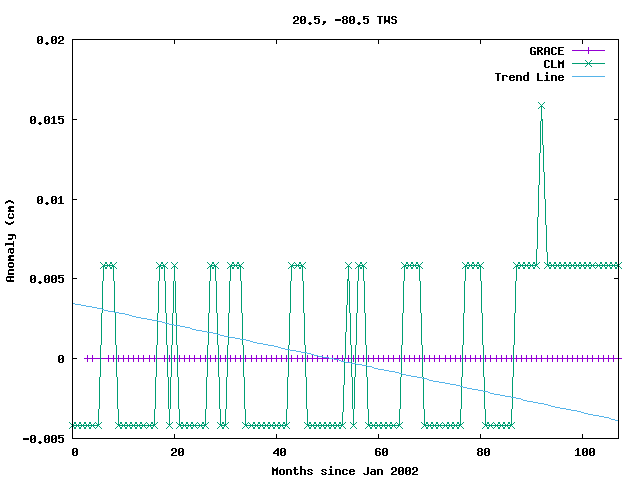 20.5, -80.5 TWS
0.02
0.015
0.01
0.005
0
-0.005
Anomaly (cm)
GRACE
CLM
Trend Line
0 20 40 60 80 100
Months since Jan 2002